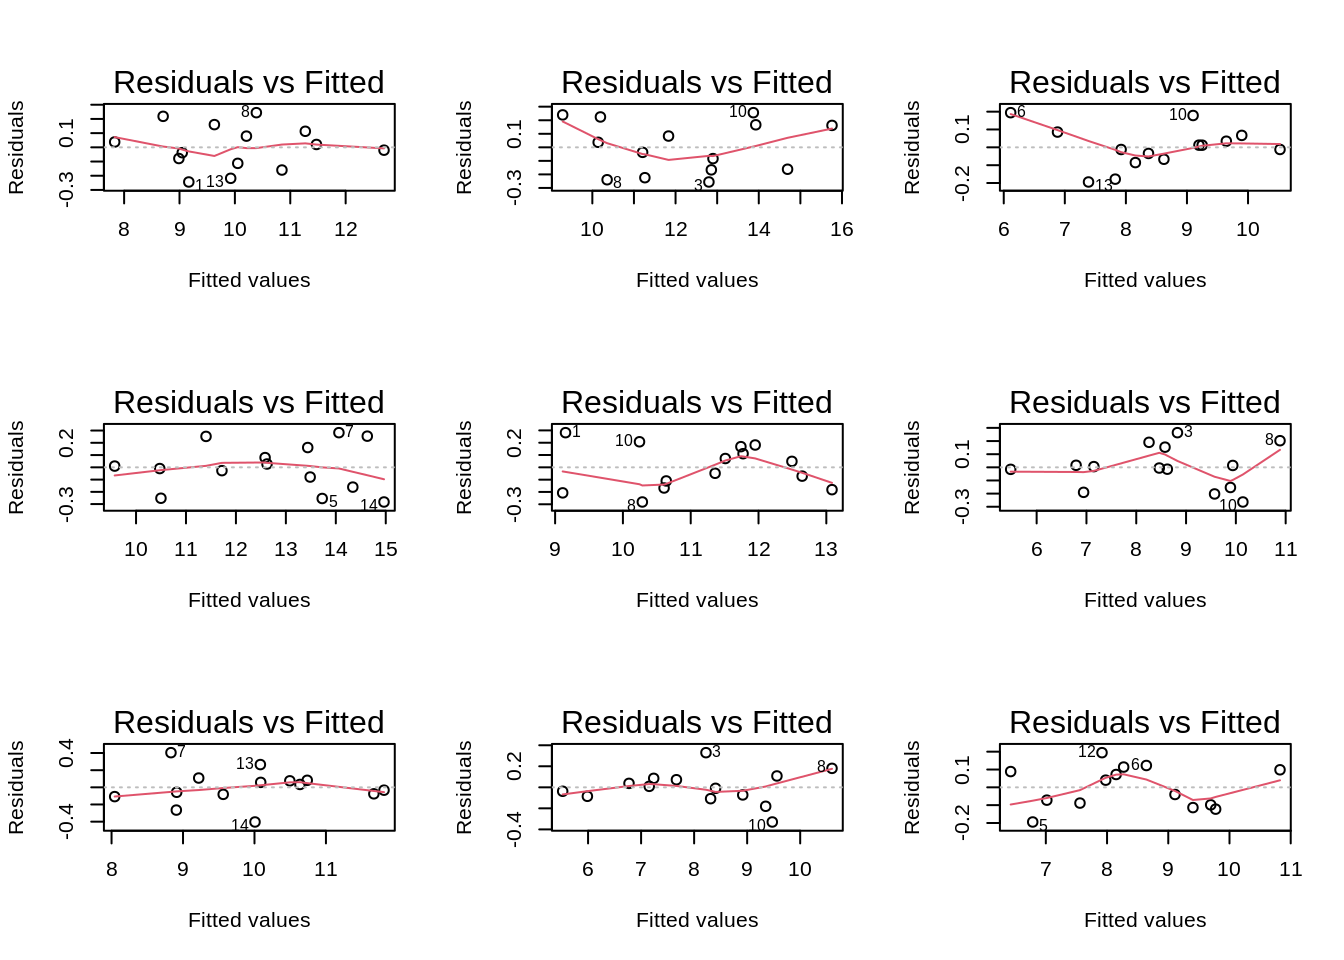 Residuals vs Fitted
Residuals
-0.3 0.1
8
1
13
8 9 10 11 12
Fitted values
Residuals vs Fitted
Residuals
-0.3 0.1
10
8
3
10 12 14 16
Fitted values
Residuals vs Fitted
Residuals
-0.2 0.1
6
10
13
6 7 8 9 10
Fitted values
Residuals vs Fitted
Residuals
-0.3 0.2
7
5
14
10 11 12 13 14 15
Fitted values
Residuals vs Fitted
Residuals
-0.3 0.2
1
10
8
9 10 11 12 13
Fitted values
Residuals vs Fitted
Residuals
-0.3 0.1
3
8
10
6 7 8 9 10 11
Fitted values
Residuals vs Fitted
Residuals
-0.4 0.4
7
13
14
8 9 10 11
Fitted values
Residuals vs Fitted
Residuals
-0.4 0.2
3
8
10
6 7 8 9 10
Fitted values
Residuals vs Fitted
Residuals
-0.2 0.1
12
6
5
7 8 9 10 11
Fitted values